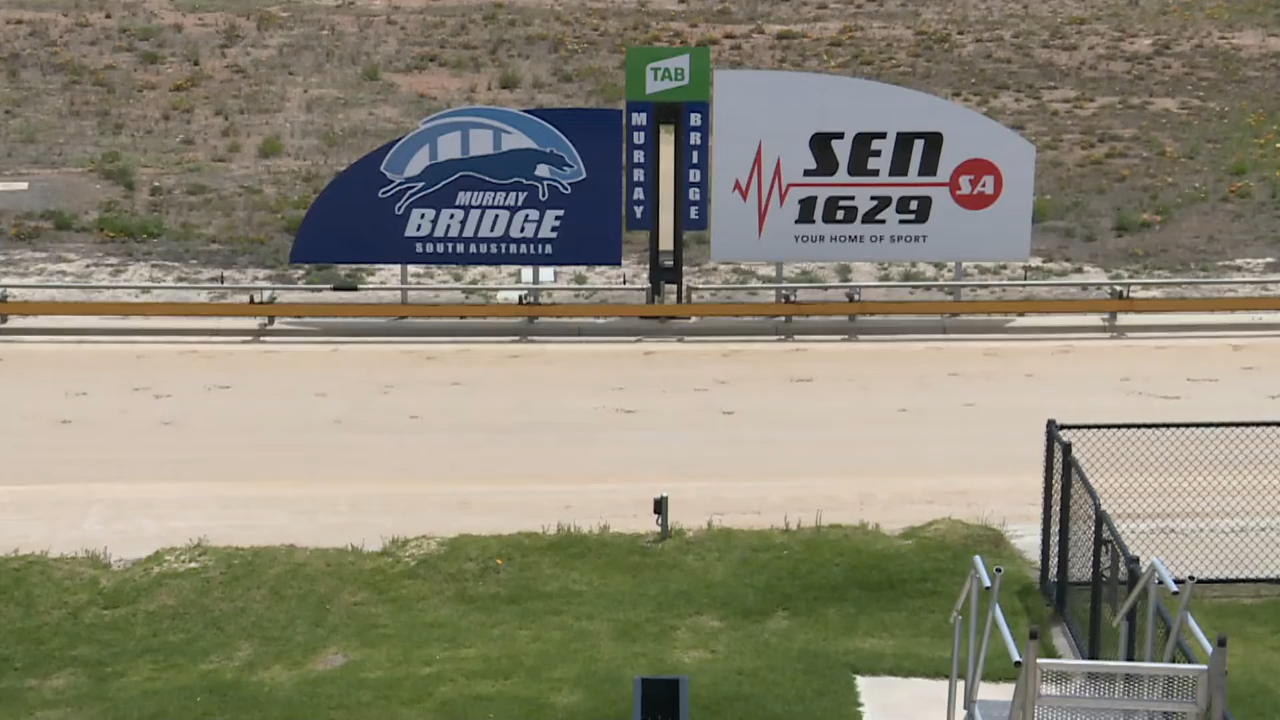 TAB
MURRAY
BRIDGE
MURRAY
BRIDGE
SOUTH AUSTRALIA
SEN
SA
1629
YOUR HOME OF SPORT